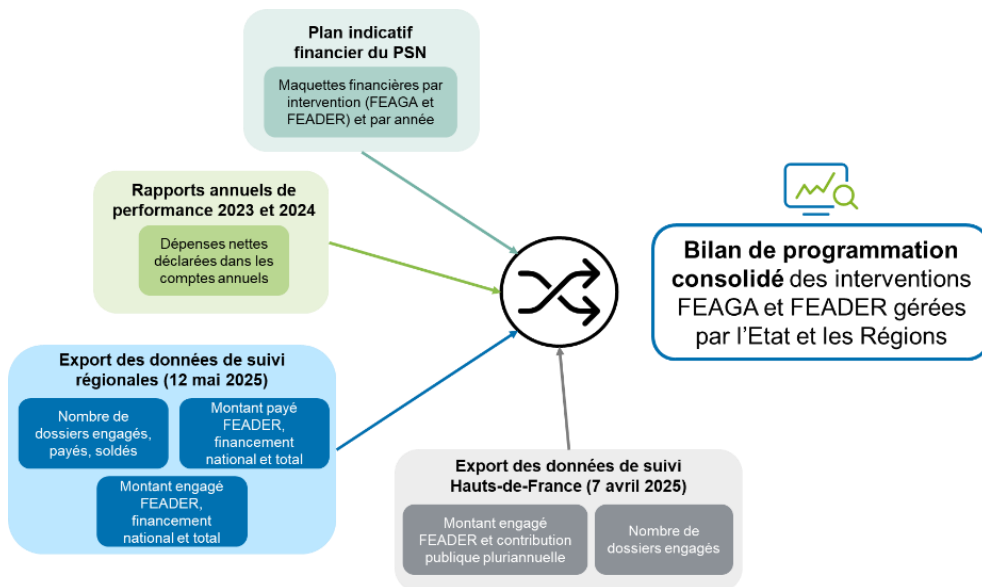 Plan indicatif
financier du PSN
Maquettes financières par
intervention (FEAGA et
FEADER) et par année
Rapports annuels de
performance 2023 et 2024
Dépenses nettes
déclarées dans les
comptes annuels
Export des données de suivi
régionales (12 mai 2025)
Nombre de
dossiers engagés,
payés, soldés
Montant payé
FEADER,
financement
national et total
Montant engagé
FEADER,
financement
national et total
Export des données de suivi
Hauts-de-France (7 avril 2025)
Montant engagé
FEADER et contribution
publique pluriannuelle
Nombre de
dossiers engagés
Bilan de programmation
consolidé des interventions
FEAGA et FEADER gérées
par l’Etat et les Régions